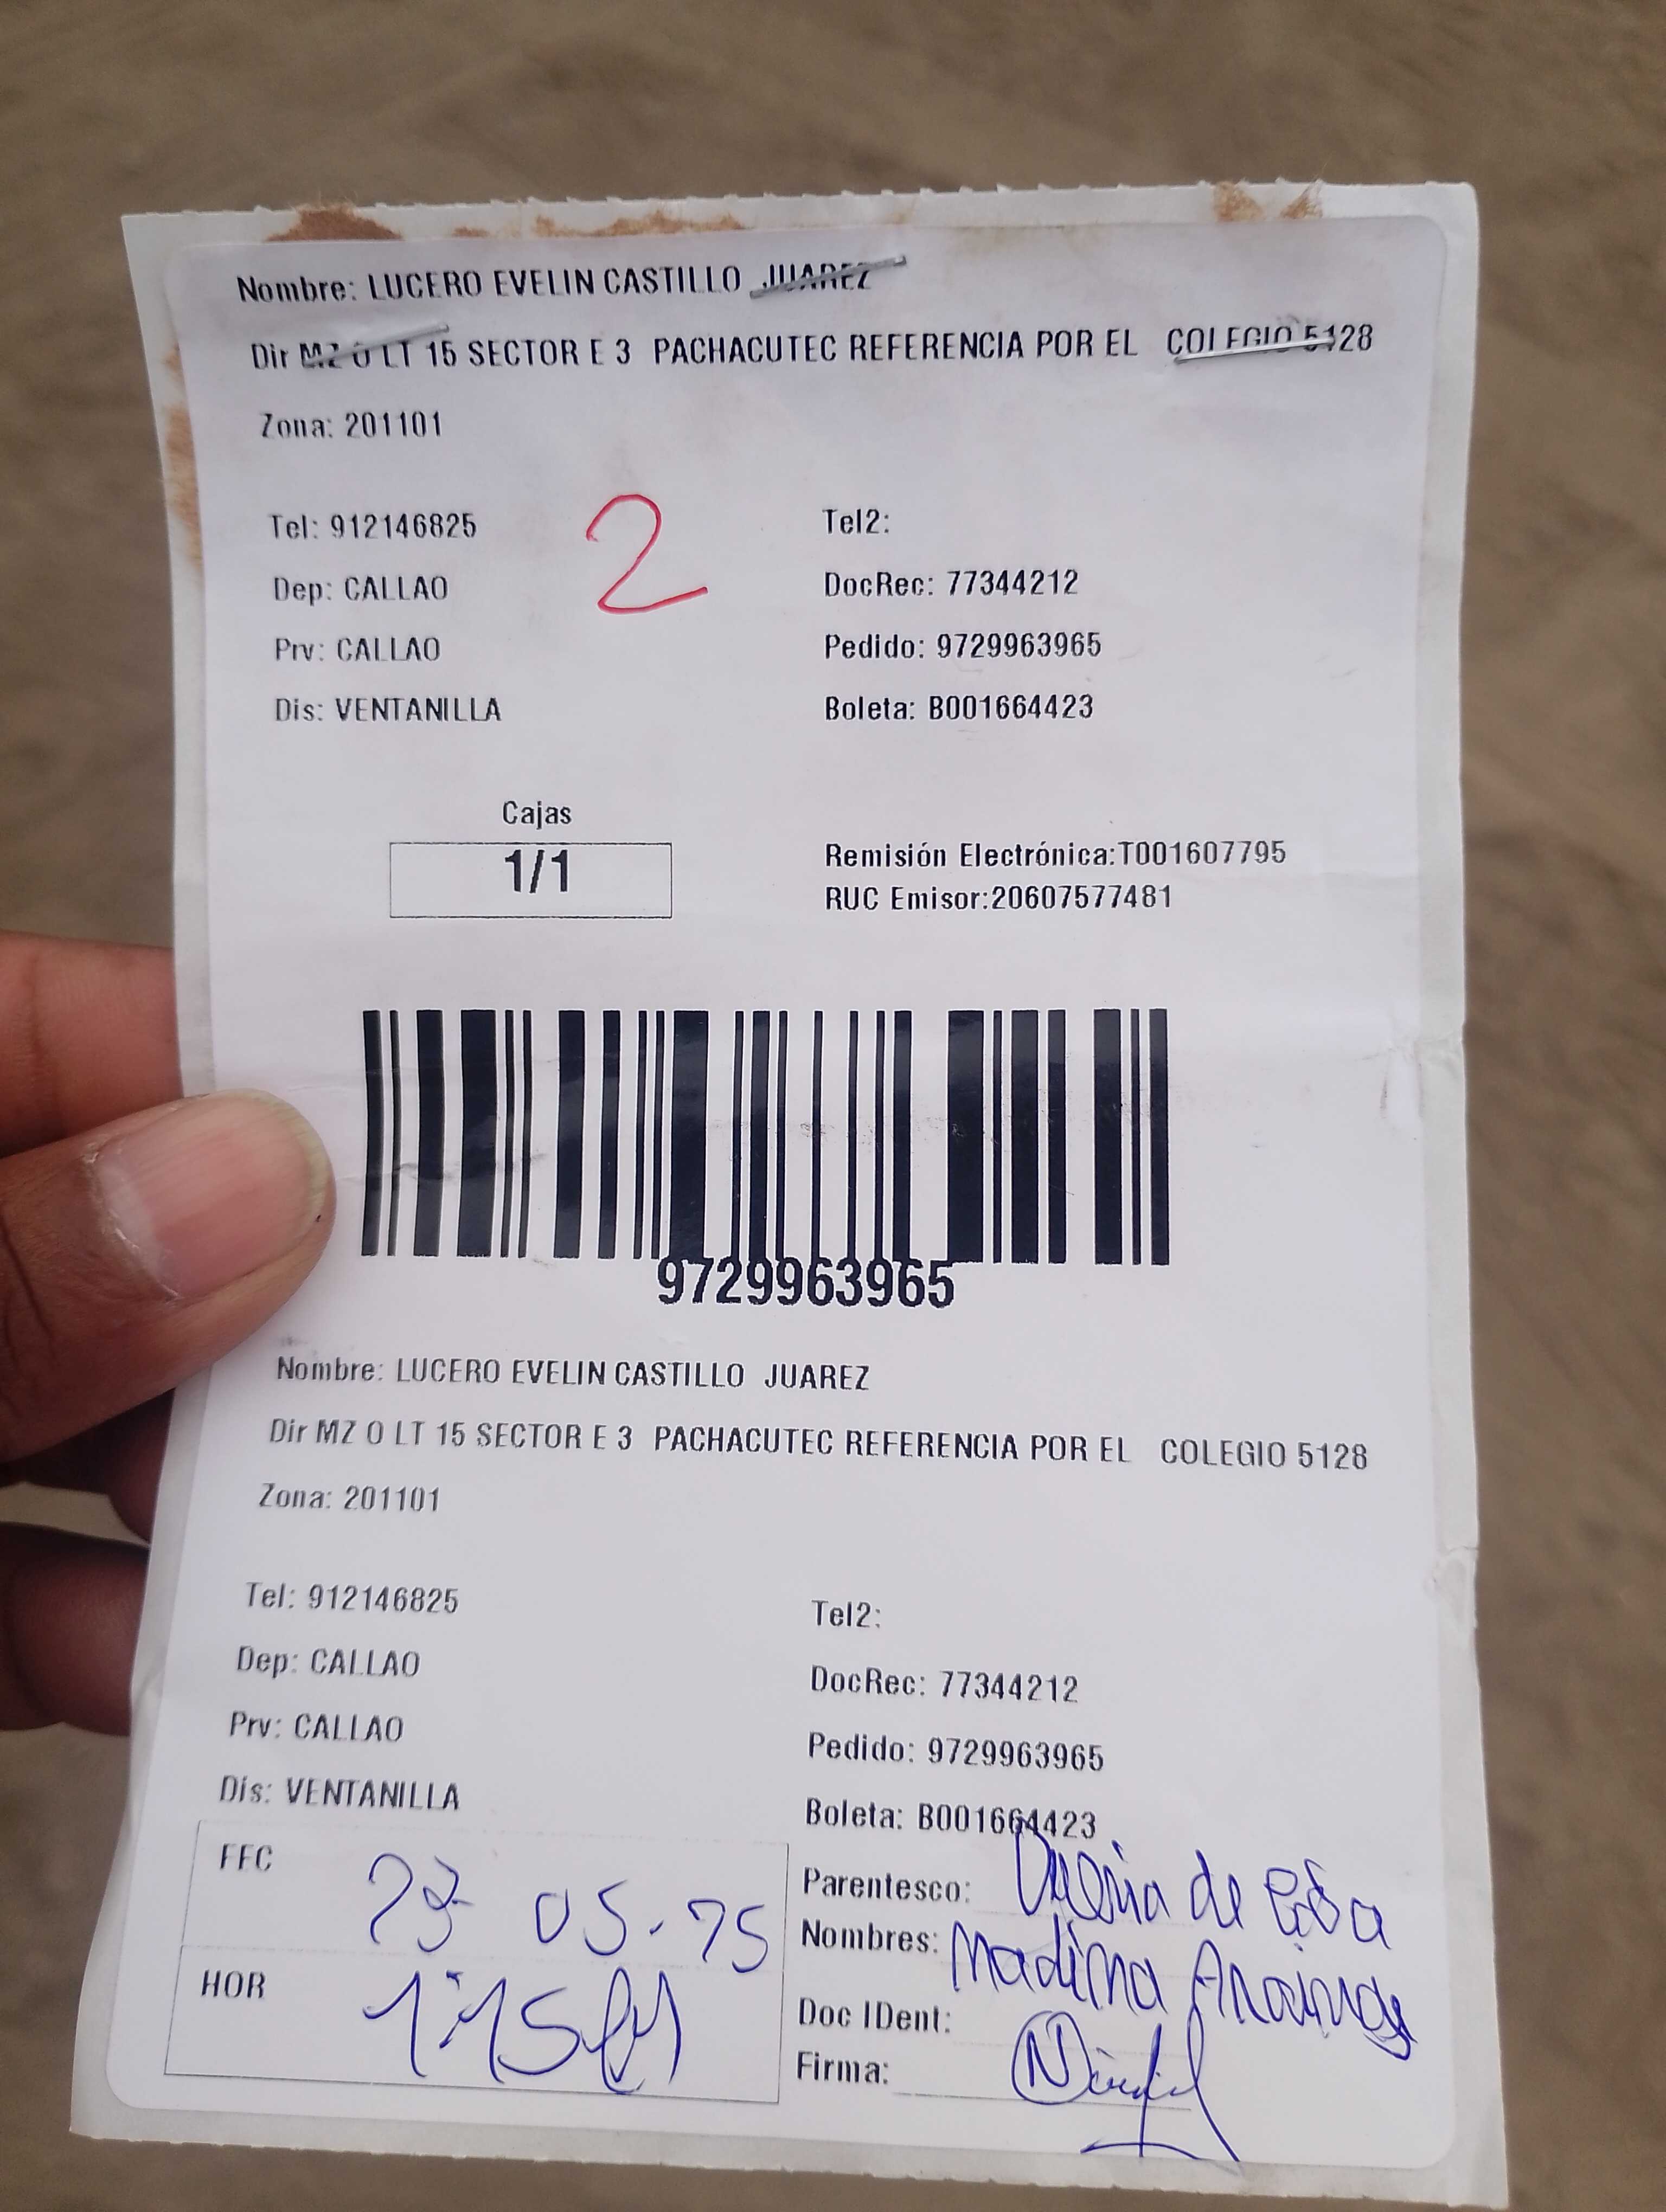 Nombre: LUCERO EVELIN CASTILLO JUAREZ
Dir MZ O LT 15 SECTOR E 3 PACHACUTEC REFERENCIA POR EL COLEGIO 5128
Zona: 201101
2
Tel: 912146825 Tel2:
Dep: CALLAO DocRec: 77344212
Prv: CALLAO Pedido: 9729963965
Dis: VENTANILLA Boleta: B001664423
Cajas
1/1
Remisión Electrónica:T001607795
RUC Emisor:20607577481
9729963965
Nombre: LUCERO EVELIN CASTILLO JUAREZ
Dir MZ O LT 15 SECTOR E 3 PACHACUTEC REFERENCIA POR EL COLEGIO 5128
Zona: 201101
Tel: 912146825 Tel2:
Dep: CALLAO DocRec: 77344212
Prv: CALLAO Pedido: 9729963965
Dis: VENTANILLA Boleta: B001664423
FFC 05
HOR
Parentesco: de
Nombres:
Doc IDent:
Firma: